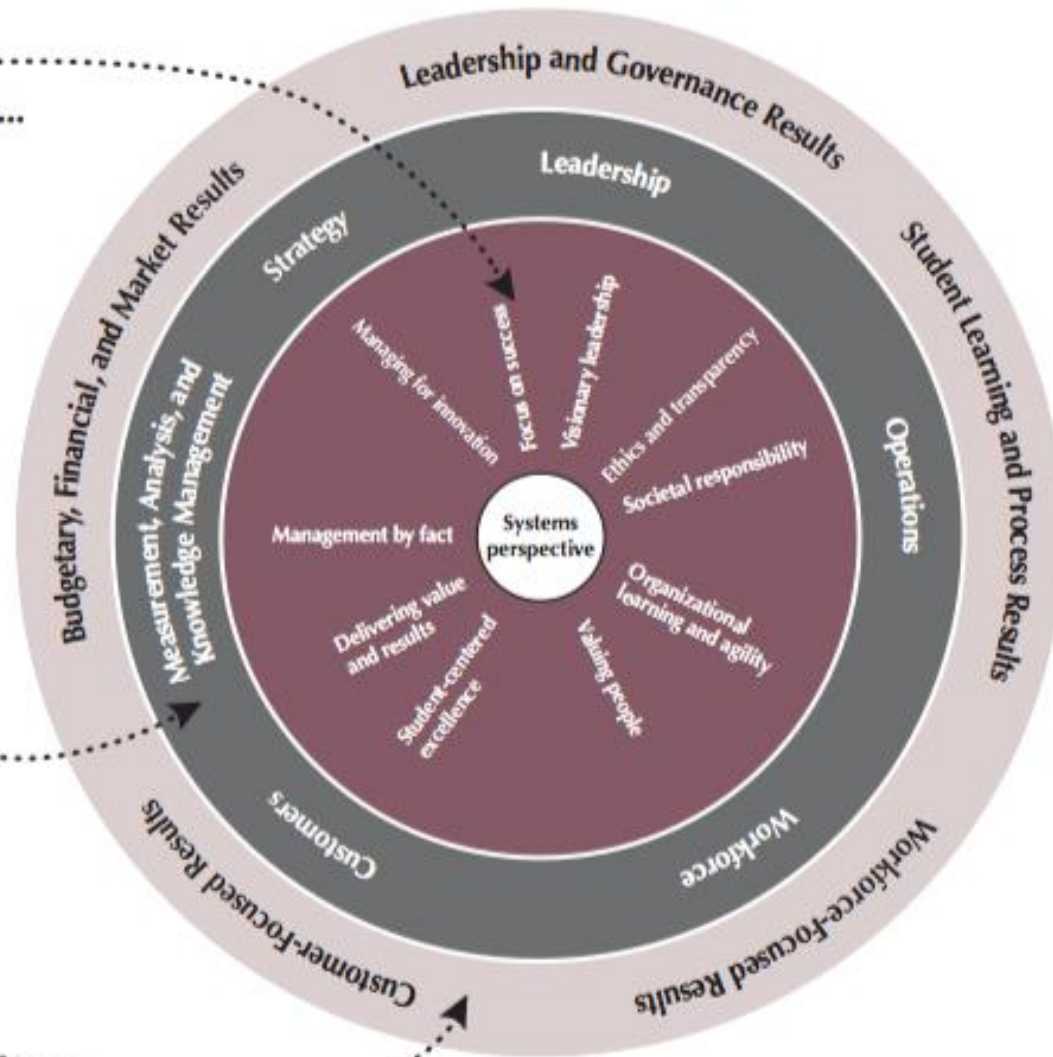 Leadership and Governance Results
Student Learning and Process Results
Workforce-Focused Results
Customer-Focused Results
Budgetary, Financial, and Market Results
Leadership
Operations
Workforce
Customers
Measurement, Analysis, and
Knowledge Management
Strategy
Focus on success
Visionary leadership
Ethics and transparency
Societal responsibility
Organizational
learning and agility
Valuing people
Student-centered
excellence
Delivering value
and results
Management by fact
Managing for innovation
Systems
perspective